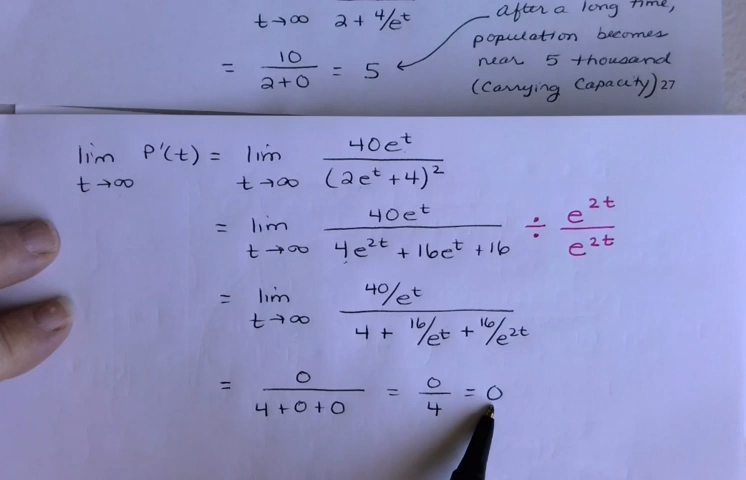 after a long time,
t→∞ 2 + 4/e^t
population becomes
near 5 thousand
= 10/(2+0) = 5
(Carrying Capacity) 27
lim t→∞ P'(t) = lim t→∞ 40e^t/(2e^t + 4)^2
= lim t→∞ 40e^t/(4e^2t + 16e^t + 16) ÷ e^2t/e^2t
= lim t→∞ (40/e^t)/(4 + 16/e^t + 16/e^2t)
= 0/(4+0+0) = 0/4 = 0